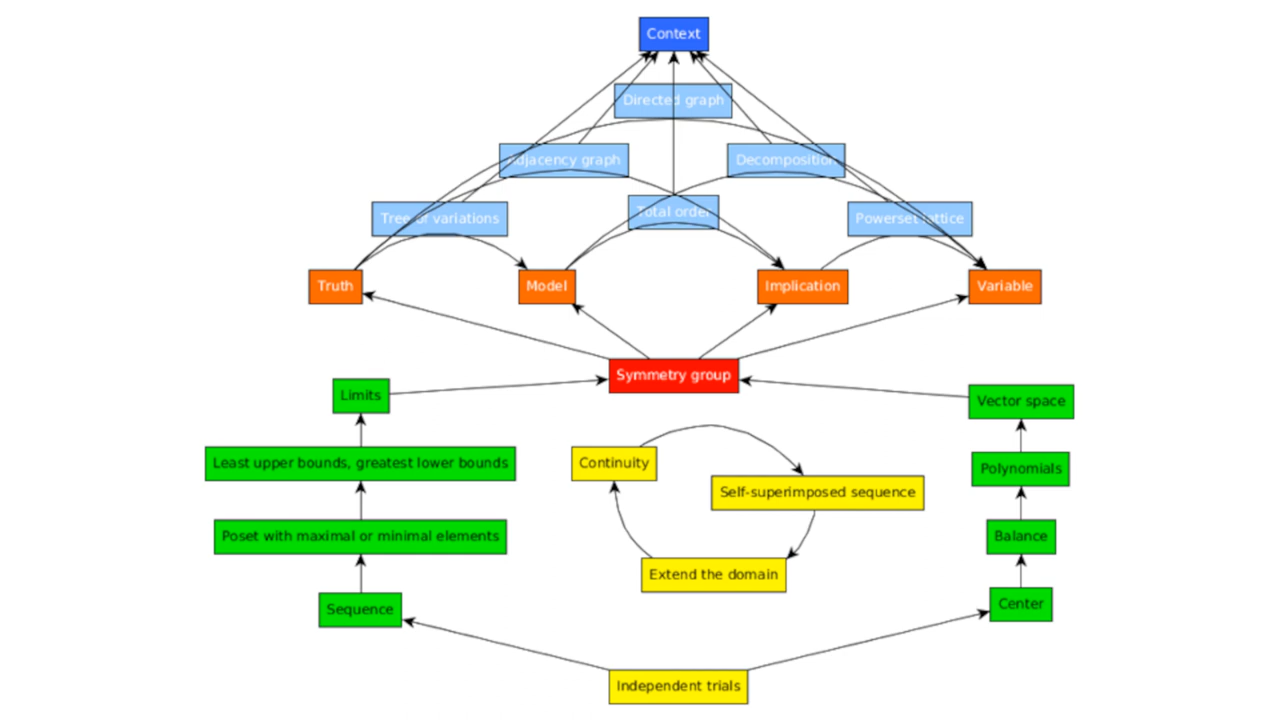 Context
Directed graph
Adjacency graph
Decomposition
Tree of variations
Total order
Powerset lattice
Truth
Model
Implication
Variable
Symmetry group
Limits
Vector space
Least upper bounds, greatest lower bounds
Continuity
Polynomials
Self-superimposed sequence
Poset with maximal or minimal elements
Balance
Extend the domain
Sequence
Center
Independent trials